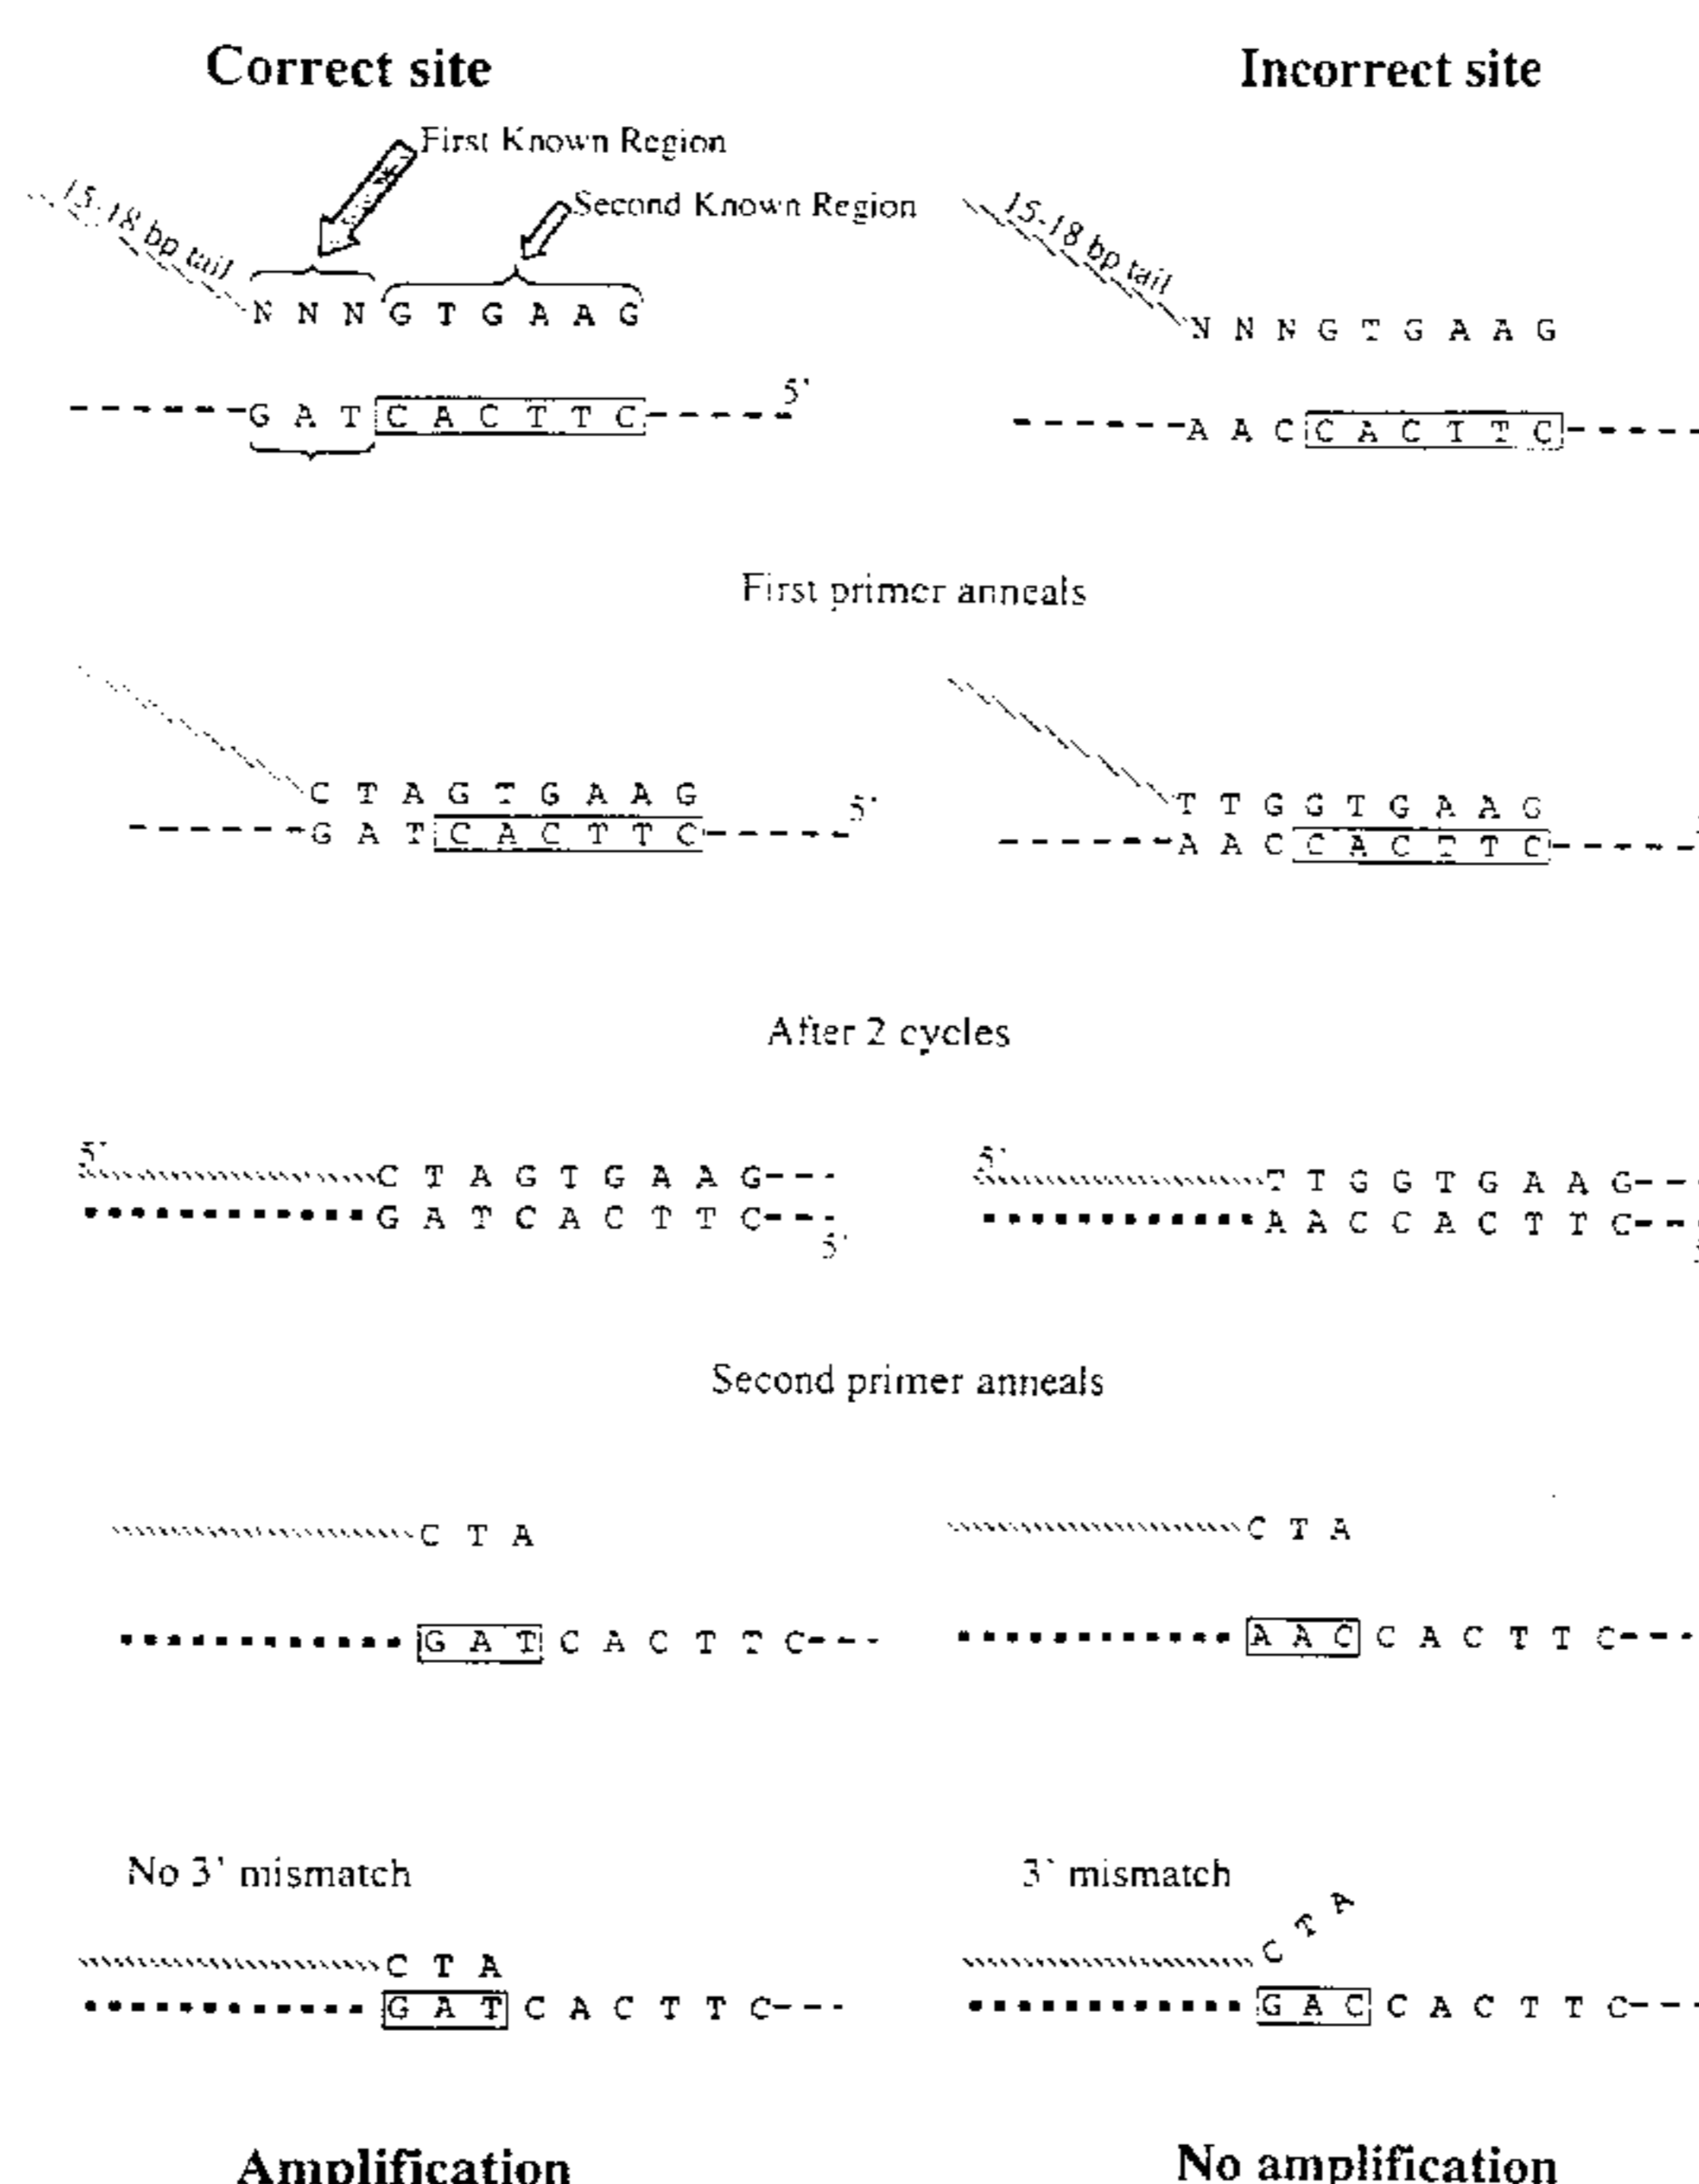 Correct site
Incorrect site
First Known Region
Second Known Region
15-18 bp tail
15-18 bp tail
N N N G T G A A G
N N N G T G A A G
5'
G A T C A C T T C
A A C C A C T T C
First primer anneals
C T A G T G A A G
T T G G T G A A G
5'
G A T C A C T T C
A A C C A C T T C
After 2 cycles
5'
5'
C T A G T G A A G
T T G G T G A A G
G A T C A C T T C
A A C C A C T T C
5'
Second primer anneals
C T A
C T A
G A T C A C T T C
A A C C A C T T C
No 3' mismatch
3' mismatch
C T A
C T A
G A T C A C T T C
G A C C A C T T C
Amplification
No amplification